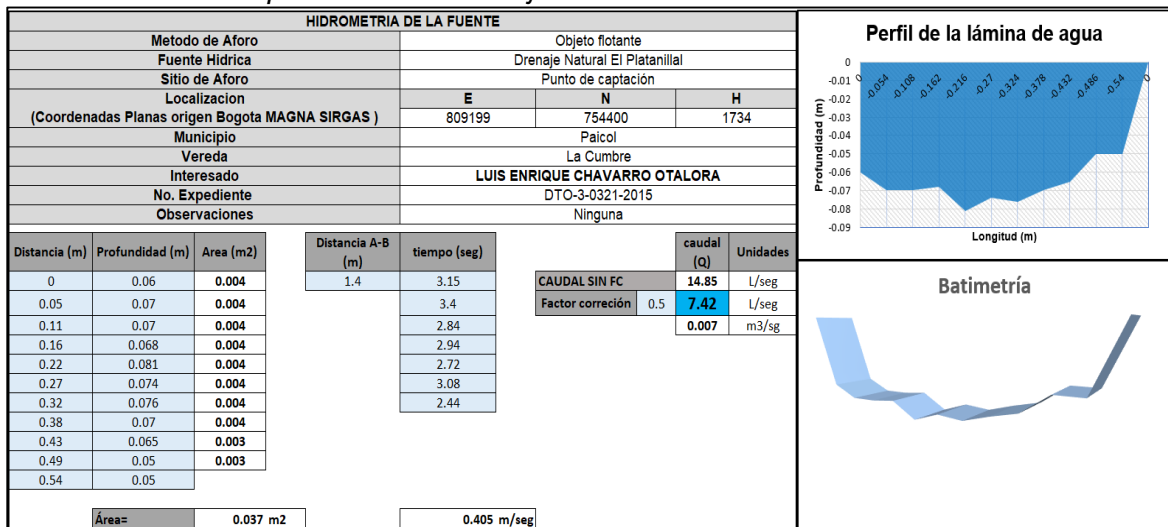 HIDROMETRIA DE LA FUENTE
Metodo de Aforo Objeto flotante
Fuente Hidrica Drenaje Natural El Platanillal
Sitio de Aforo Punto de captación
Localizacion (Coordenadas Planas origen Bogota MAGNA SIRGAS ) E N H
809199 754400 1734
Municipio Paicol
Vereda La Cumbre
Interesado LUIS ENRIQUE CHAVARRO OTALORA
No. Expediente DTO-3-0321-2015
Observaciones Ninguna
Distancia (m) Profundidad (m) Area (m2)
0 0.06 0.004
0.05 0.07 0.004
0.11 0.07 0.004
0.16 0.068 0.004
0.22 0.081 0.004
0.27 0.074 0.004
0.32 0.076 0.004
0.38 0.07 0.004
0.43 0.065 0.003
0.49 0.05 0.003
0.54 0.05
Área= 0.037 m2
Distancia A-B (m) tiempo (seg)
1.4 3.15
3.4
2.84
2.94
2.72
3.08
2.44
0.405 m/seg
caudal (Q) Unidades
CAUDAL SIN FC 14.85 L/seg
Factor correción 0.5 7.42 L/seg
0.007 m3/sg
Perfil de la lámina de agua
0
-0.01
-0.02
-0.03
-0.04
-0.05
-0.06
-0.07
-0.08
-0.09
Profundidad (m)
0 -0.054 -0.108 -0.162 -0.216 -0.27 -0.324 -0.378 -0.432 -0.486 -0.54 0
Longitud (m)
Batimetría